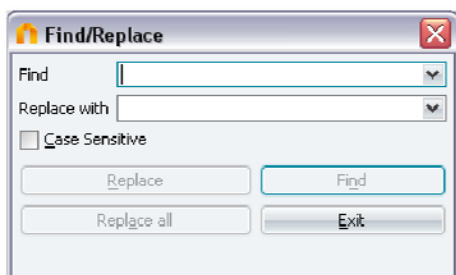 Find/Replace
Find
Replace with
Case Sensitive
Replace Find
Replace all Exit